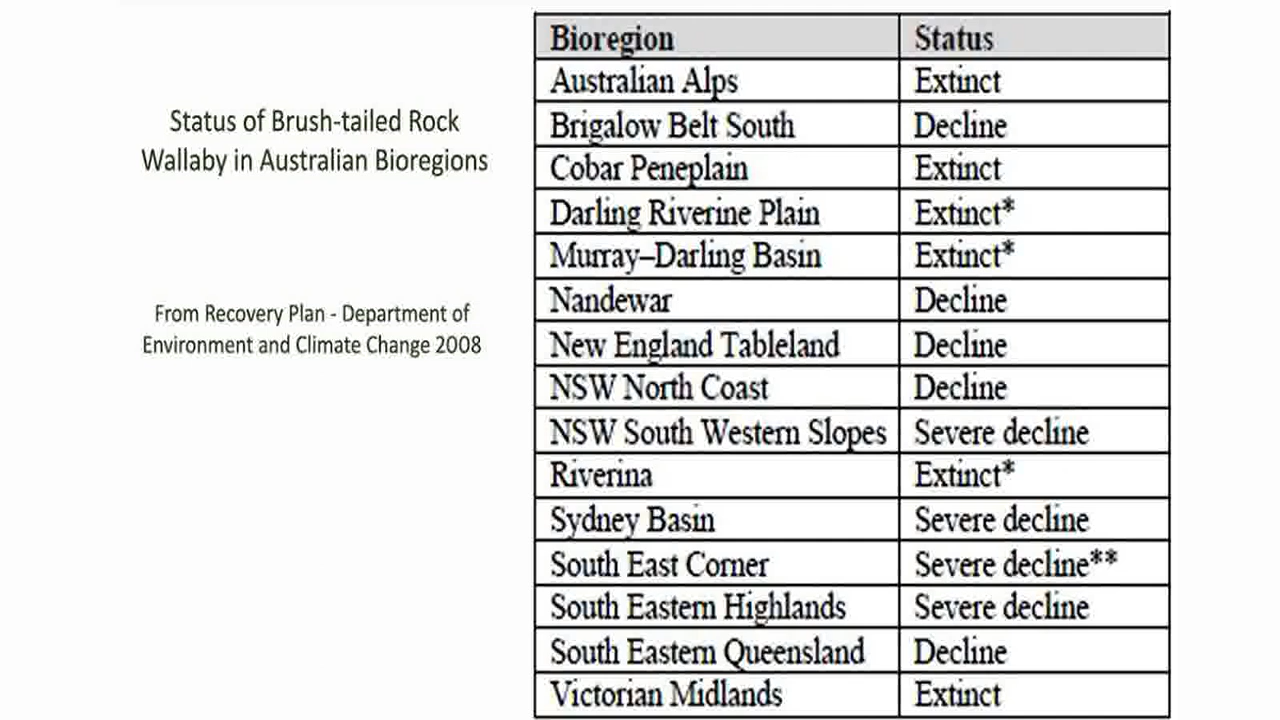 Status of Brush-tailed Rock
Wallaby in Australian Bioregions
From Recovery Plan - Department of
Environment and Climate Change 2008
Bioregion Status
Australian Alps Extinct
Brigalow Belt South Decline
Cobar Peneplain Extinct
Darling Riverine Plain Extinct*
Murray–Darling Basin Extinct*
Nandewar Decline
New England Tableland Decline
NSW North Coast Decline
NSW South Western Slopes Severe decline
Riverina Extinct*
Sydney Basin Severe decline
South East Corner Severe decline**
South Eastern Highlands Severe decline
South Eastern Queensland Decline
Victorian Midlands Extinct